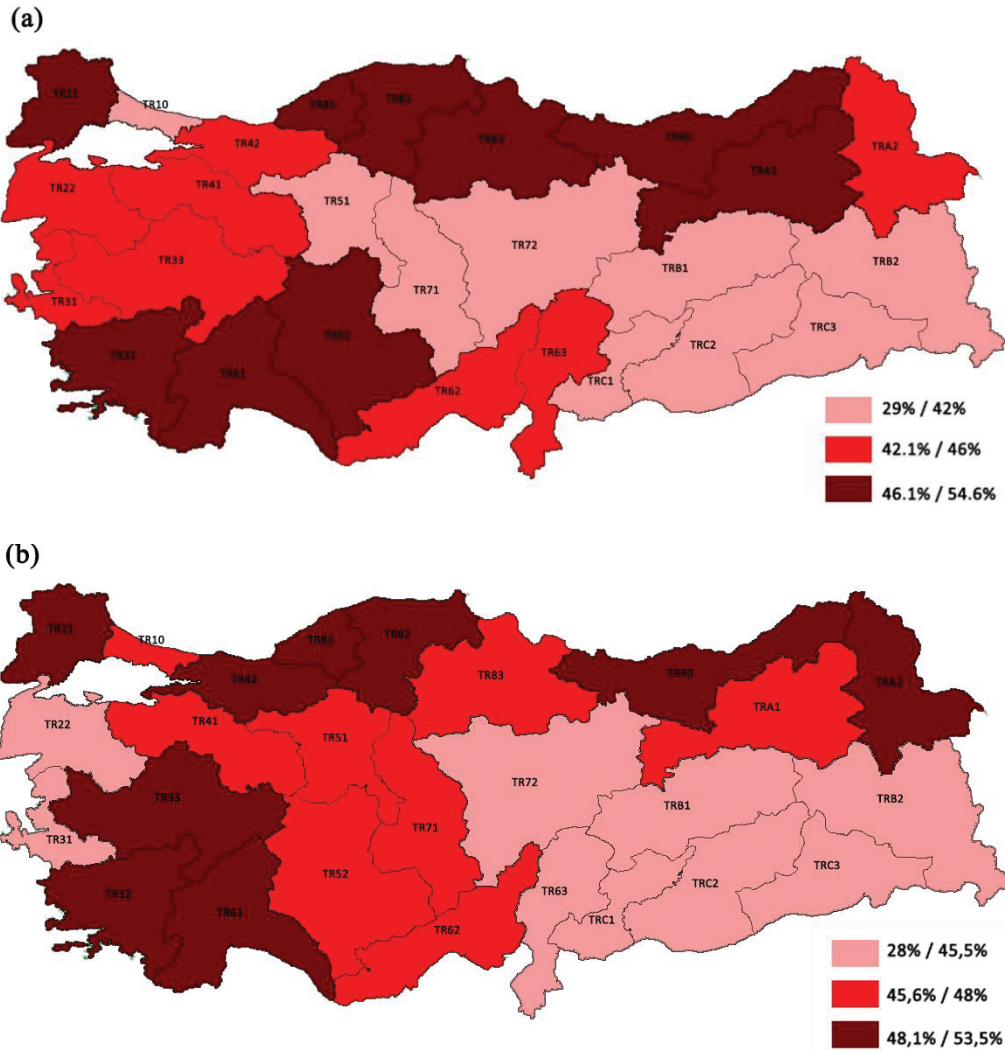 (a)
TR21
TR10
TR81
TR82
TR83
TR90
TRA1
TRA2
TR42
TR22
TR41
TR51
TR72
TR33
TR71
TRB1
TRB2
TR31
TR52
TR32
TR61
TR63
TR62
TRC1
TRC2
TRC3
29% / 42%
42.1% / 46%
46.1% / 54.6%
(b)
TR21
TR10
TR81
TR82
TR42
TR83
TR90
TRA2
TRA1
TR22
TR41
TR51
TR72
TR33
TRB1
TRB2
TR71
TR31
TR52
TR32
TR61
TR63
TR62
TRC1
TRC2
TRC3
28% / 45,5%
45,6% / 48%
48,1% / 53,5%